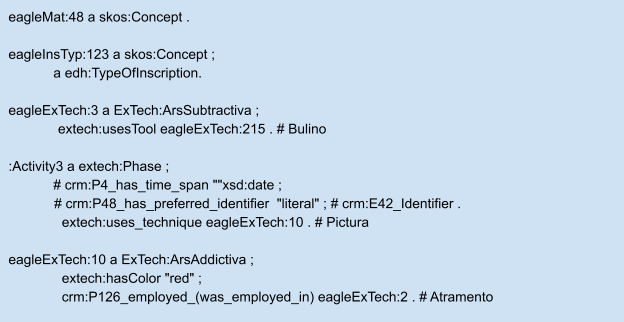 eagleMat:48 a skos:Concept .
eagleInsTyp:123 a skos:Concept ;
a edh:TypeOfInscription.
eagleExTech:3 a ExTech:ArsSubtractiva ;
extech:usesTool eagleExTech:215 . # Bulino
:Activity3 a extech:Phase ;
# crm:P4_has_time_span ""xsd:date ;
# crm:P48_has_preferred_identifier "literal" ; # crm:E42_Identifier .
extech:uses_technique eagleExTech:10 . # Pictura
eagleExTech:10 a ExTech:ArsAddictiva ;
extech:hasColor "red" ;
crm:P126_employed_(was_employed_in) eagleExTech:2 . # Atramento